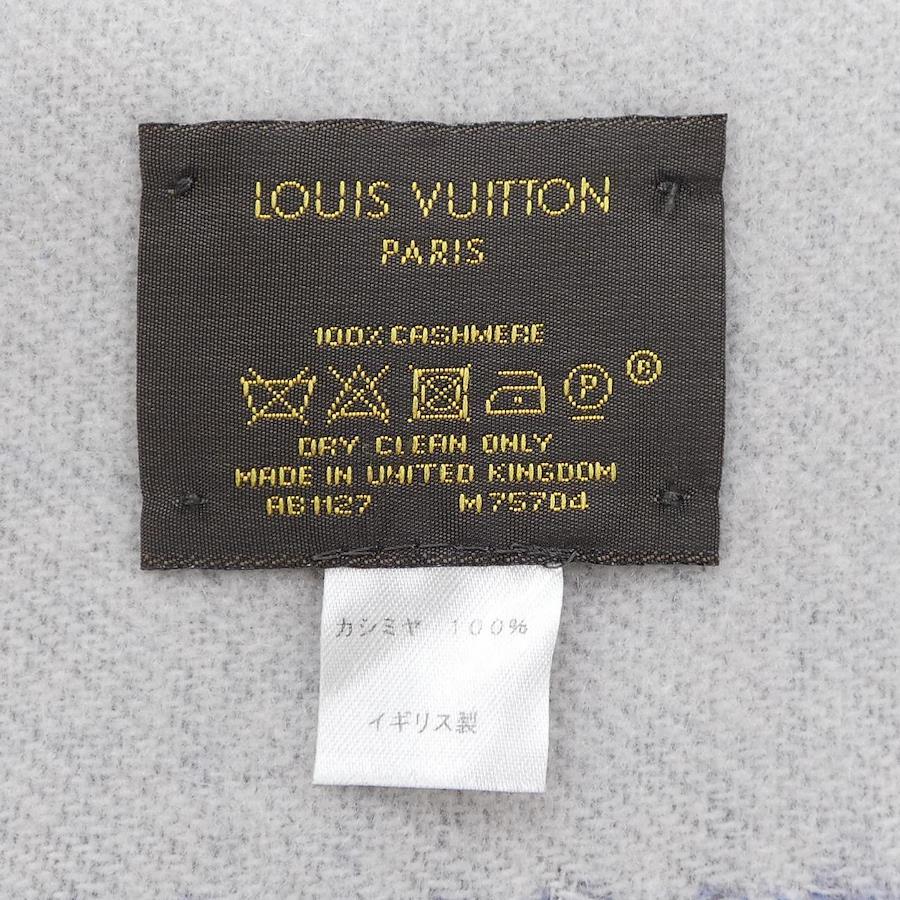 LOUIS VUITTON
PARIS
100% CASHMERE
P
R
DRY CLEAN ONLY
MADE IN UNITED KINGDOM
AB1127 M75704
カシミヤ 100%
イギリス製